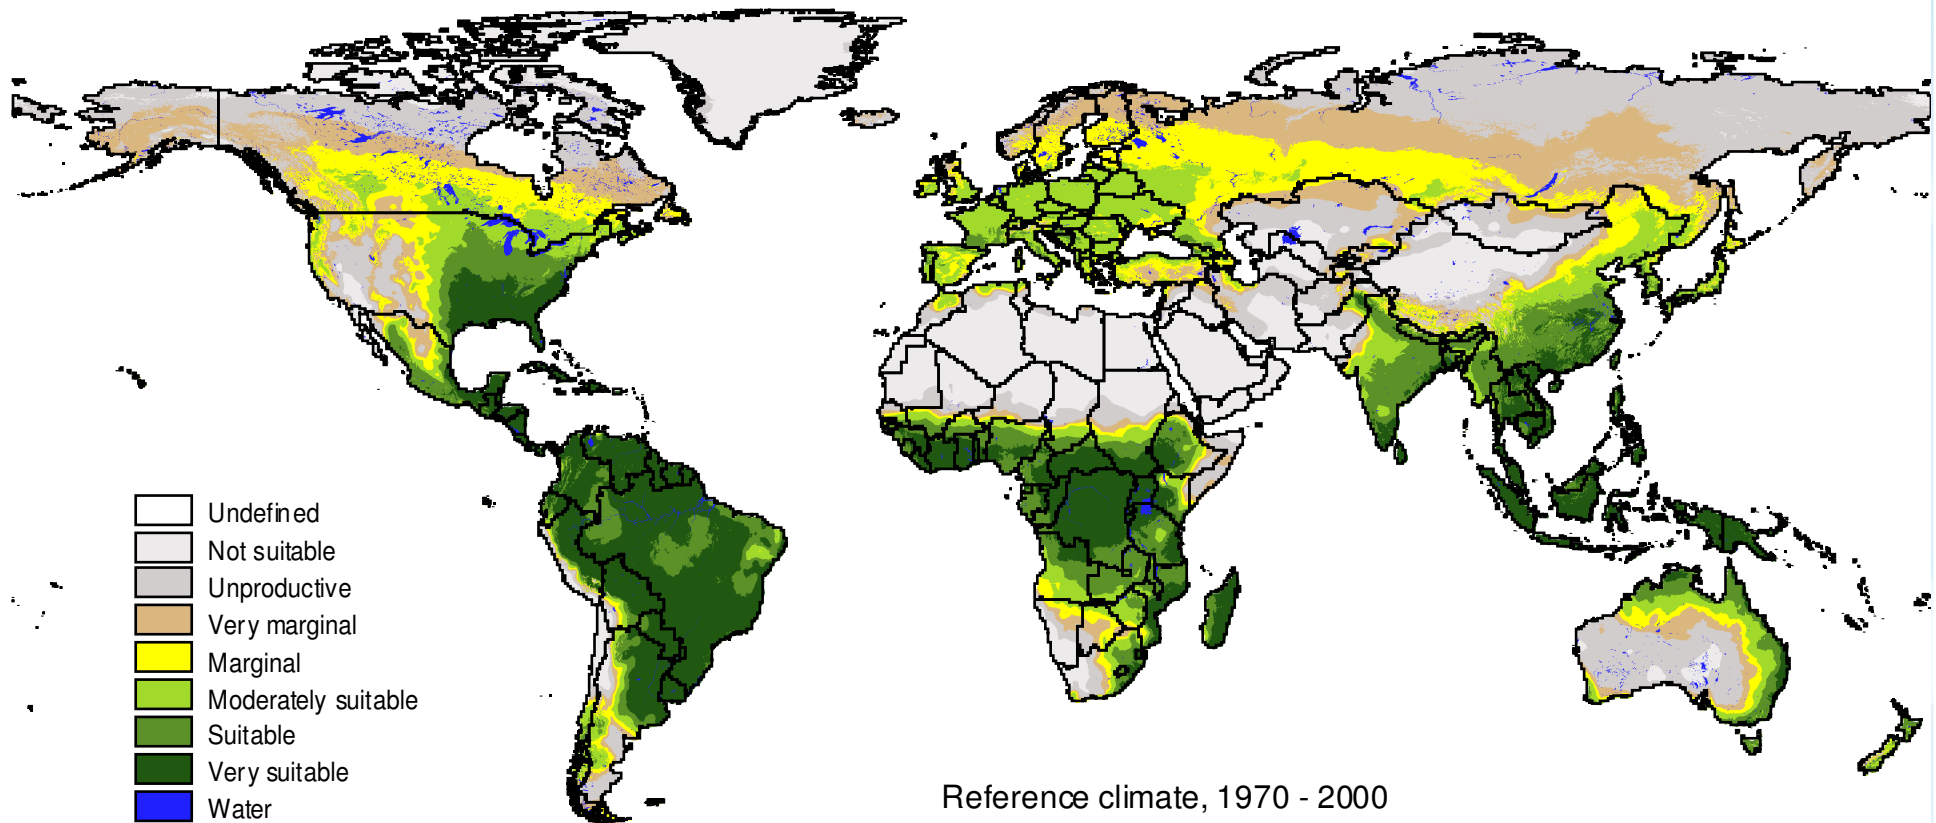 Undefined
Not suitable
Unproductive
Very marginal
Marginal
Moderately suitable
Suitable
Very suitable
Water
Reference climate, 1970 - 2000